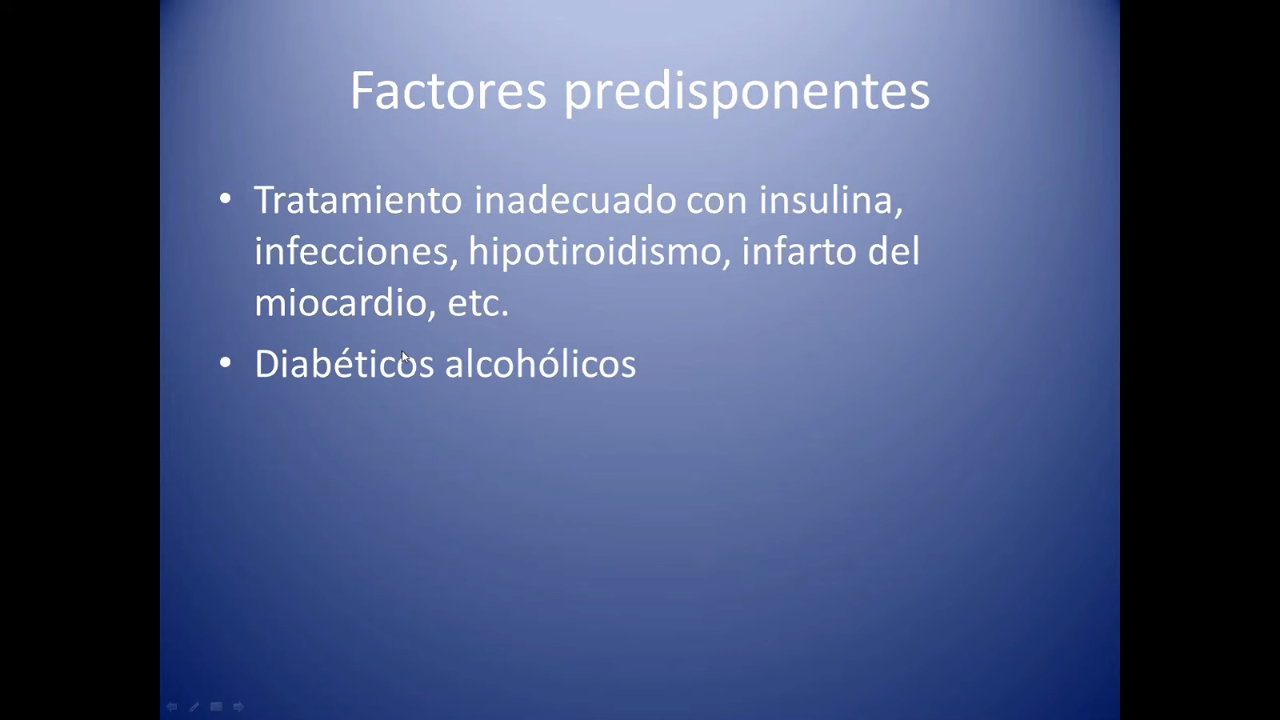 Factores predisponentes
• Tratamiento inadecuado con insulina,
infecciones, hipotiroidismo, infarto del
miocardio, etc.
• Diabéticos alcohólicos